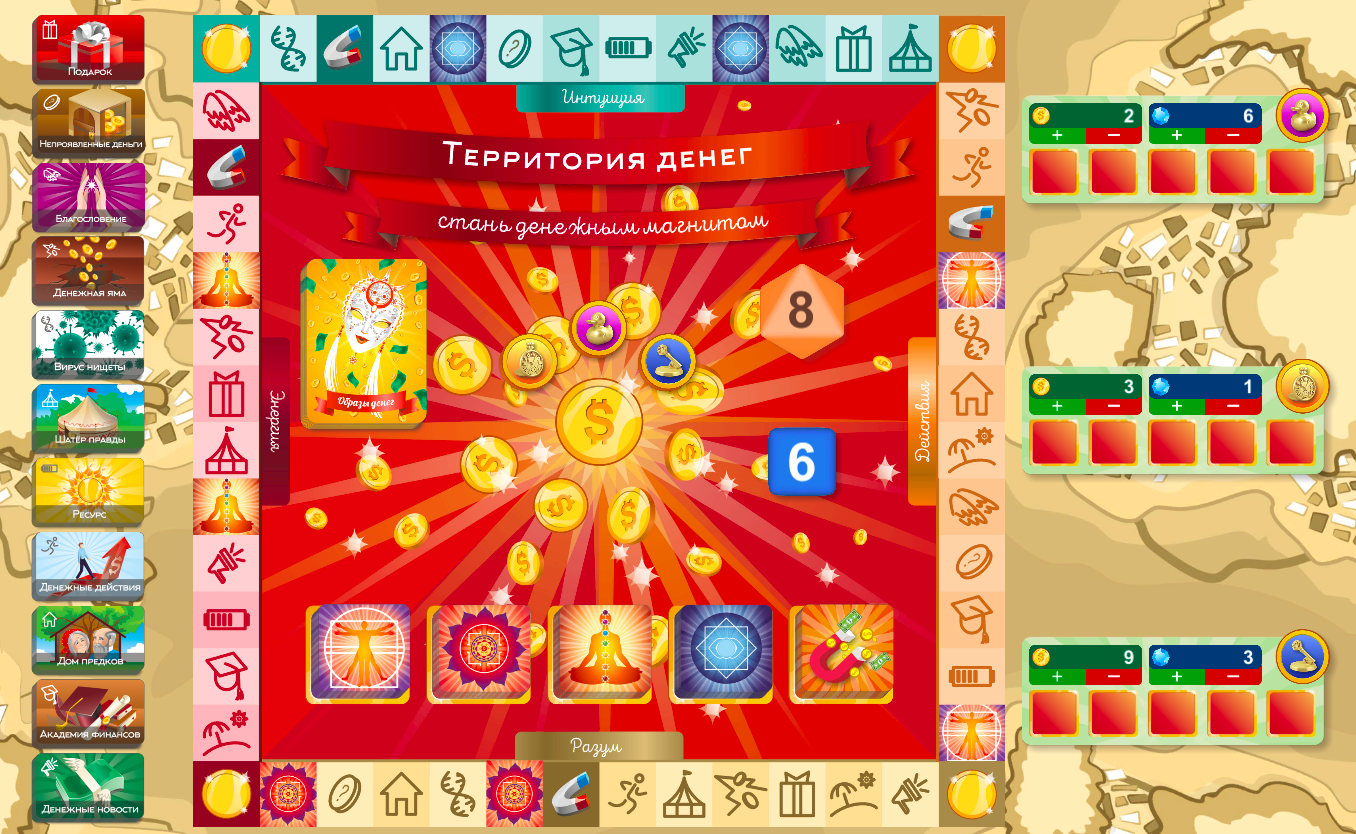 Подарок
Непроявленные деньги
Благословение
Денежная яма
Вирус нищеты
Шатёр правды
Ресурс
Денежные действия
Дом предков
Академия финансов
Денежные новости
Интуиция
Территория денег
стань денежным магнитом
Образы денег
8
6
Энергия
Действия
Разум
2 6
+ − + −
3 1
+ − + −
9 3
+ − + −